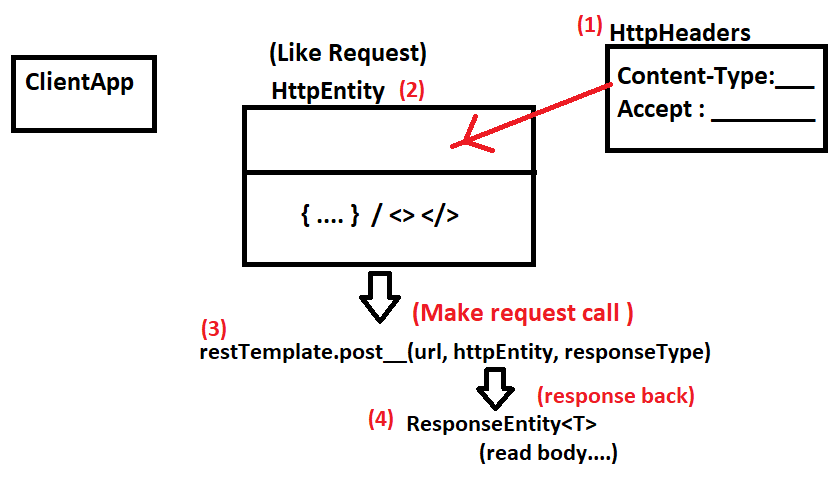 ClientApp
(Like Request)
HttpEntity (2)
(1) HttpHeaders
Content-Type:___
Accept : ________
{ .... } / <> </>
(Make request call )
(3)
restTemplate.post__(url, httpEntity, responseType)
(response back)
(4) ResponseEntity<T>
(read body....)